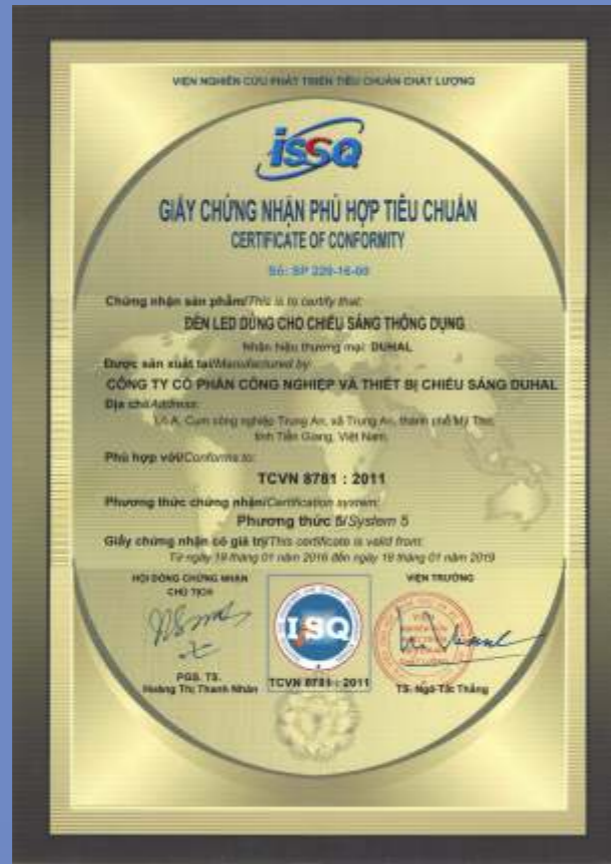 VIỆN NGHIÊN CỨU PHÁT TRIỂN TIÊU CHUẨN CHẤT LƯỢNG
ISSQ
GIẤY CHỨNG NHẬN PHÙ HỢP TIÊU CHUẨN
CERTIFICATE OF CONFORMITY
Số: SP 220-16-00
Chứng nhận sản phẩm/This is to certify that:
ĐÈN LED DÙNG CHO CHIẾU SÁNG THÔNG DỤNG
Nhãn hiệu thương mại: DUHAL
Được sản xuất tại/Manufactured by:
CÔNG TY CỔ PHẦN CÔNG NGHIỆP VÀ THIẾT BỊ CHIẾU SÁNG DUHAL
Địa chỉ/Address:
Cụm công nghiệp Trung An, xã Trung An, thành phố Mỹ Tho,
tỉnh Tiền Giang, Việt Nam.
Phù hợp với/Conforms to:
TCVN 8781 : 2011
Phương thức chứng nhận/Certification system:
Phương thức 5/System 5
Giấy chứng nhận có giá trị/This certificate is valid from:
Từ ngày 19 tháng 01 năm 2016 đến ngày 19 tháng 01 năm 2019
HỘI ĐỒNG CHỨNG NHẬN
CHỦ TỊCH
VIỆN TRƯỞNG
TCVN 8781 : 2011
PGS. TS.
Hoàng Thị Thanh Nhàn
TS. Ngô Tất Thắng